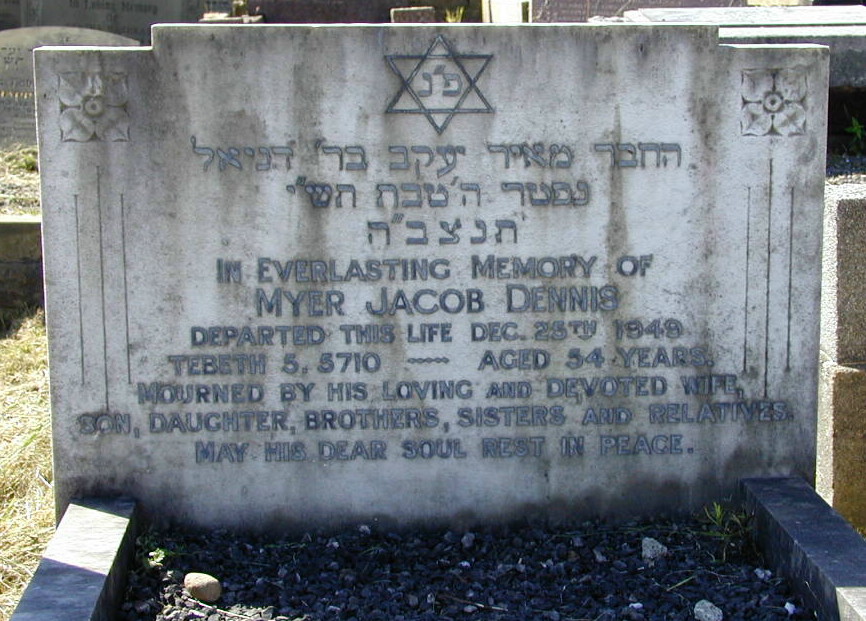 פ״נ
החבר מאיר יעקב בר׳ דניאל
נפטר ה׳ טבת תש״י
תנצב״ה
IN EVERLASTING MEMORY OF
MYER JACOB DENNIS
DEPARTED THIS LIFE DEC. 25TH 1949
TEBETH 5. 5710 AGED 54 YEARS.
MOURNED BY HIS LOVING AND DEVOTED WIFE,
SON, DAUGHTER, BROTHERS, SISTERS AND RELATIVES.
MAY HIS DEAR SOUL REST IN PEACE.